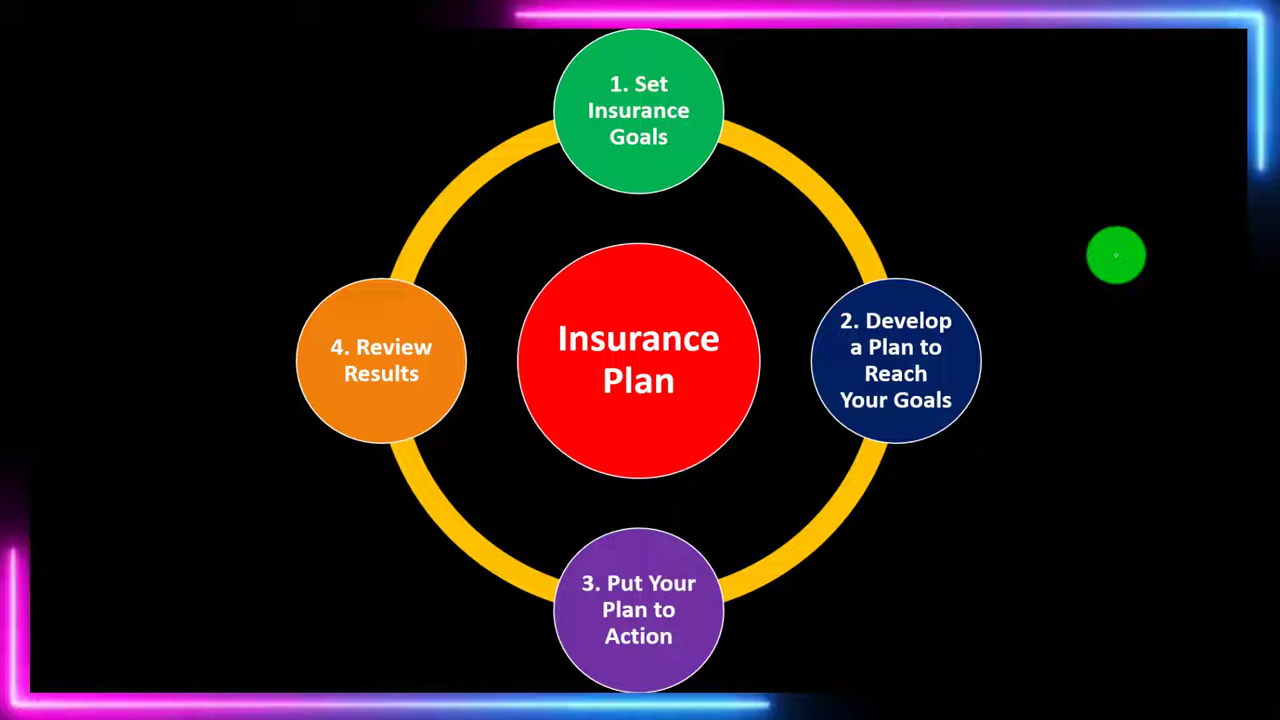 1. Set
Insurance
Goals
Insurance
Plan
2. Develop
a Plan to
Reach
Your Goals
3. Put Your
Plan to
Action
4. Review
Results